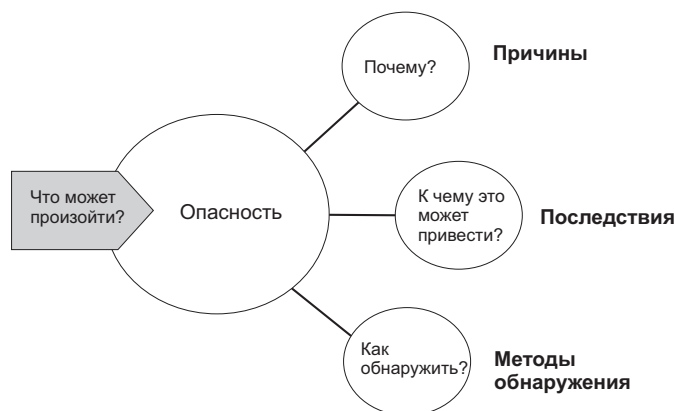 Почему?
Причины
Что может
произойти?
Опасность
К чему это
может
привести?
Последствия
Как
обнаружить?
Методы
обнаружения